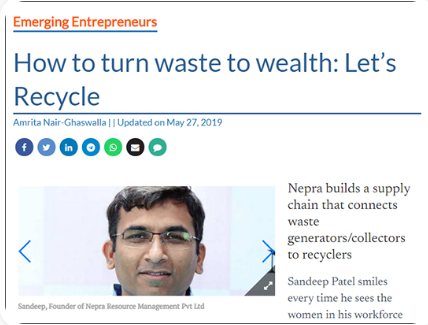 Emerging Entrepreneurs
How to turn waste to wealth: Let's
Recycle
Amrita Nair-Ghaswalla | | Updated on May 27, 2019
Nepra builds a supply
chain that connects
waste
generators/collectors
to recyclers
Sandeep Patel smiles
every time he sees the
women in his workforce
Sandeep, Founder of Nepra Resource Management Pvt Ltd